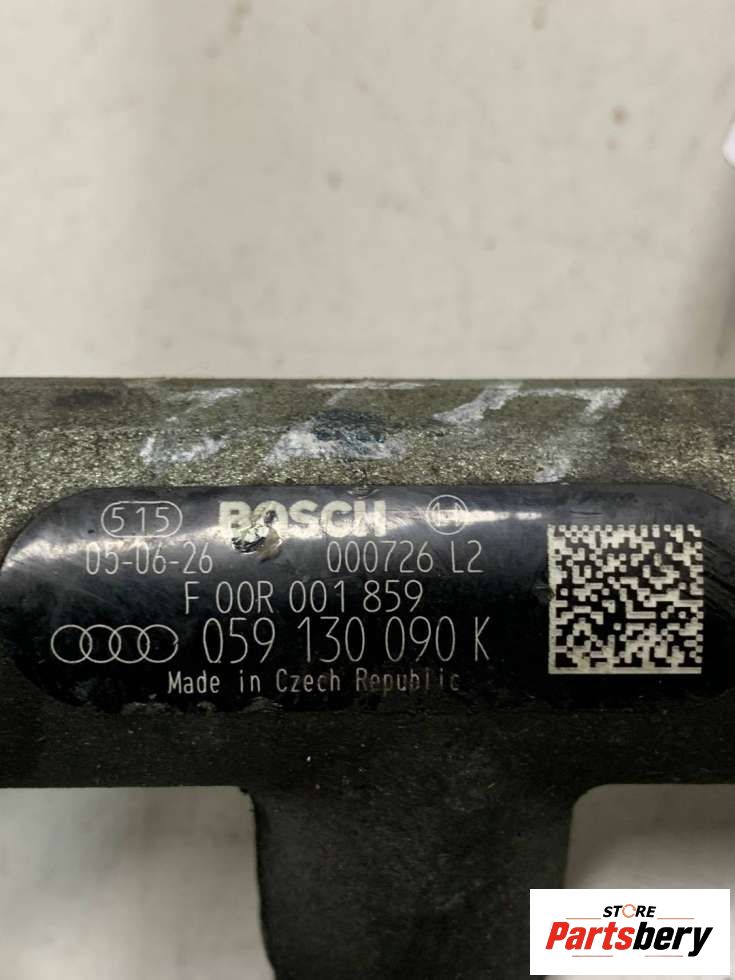 515 BOSCH
05-06-26 000726 L2
F 00R 001 859
059 130 090 K
Made in Czech Republic
STORE
Partsbery